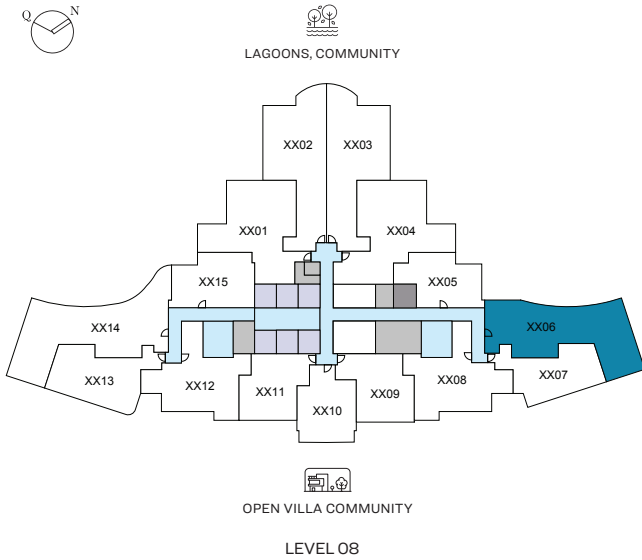 Q N
LAGOONS, COMMUNITY
XX02 XX03
XX01 XX04
XX15 XX05
XX14 XX06
XX13 XX12 XX11 XX10 XX09 XX08 XX07
OPEN VILLA COMMUNITY
LEVEL 08